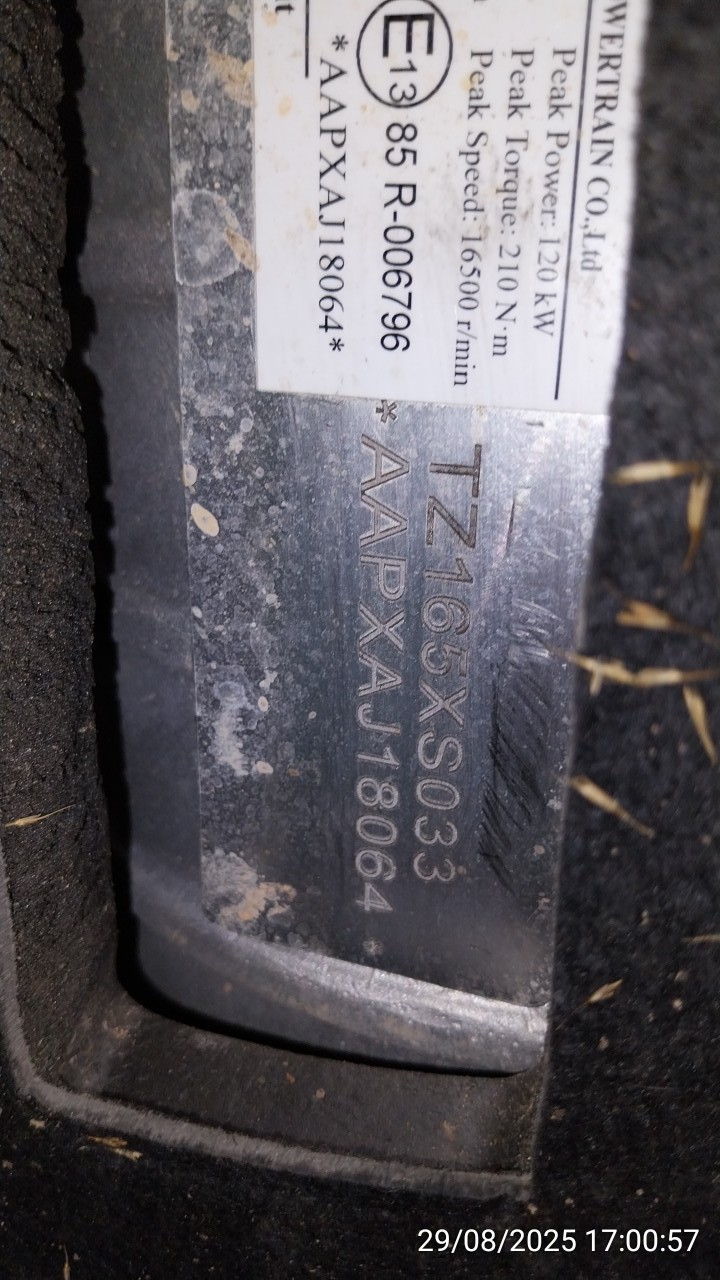 WERTRAIN CO.,Ltd
Peak Power: 120 kW
Peak Torque: 210 N·m
Peak Speed: 16500 r/min
E13 85 R-006796
*AAPXAJ18064*
TZ165XS033
*AAPXAJ18064*
29/08/2025 17:00:57